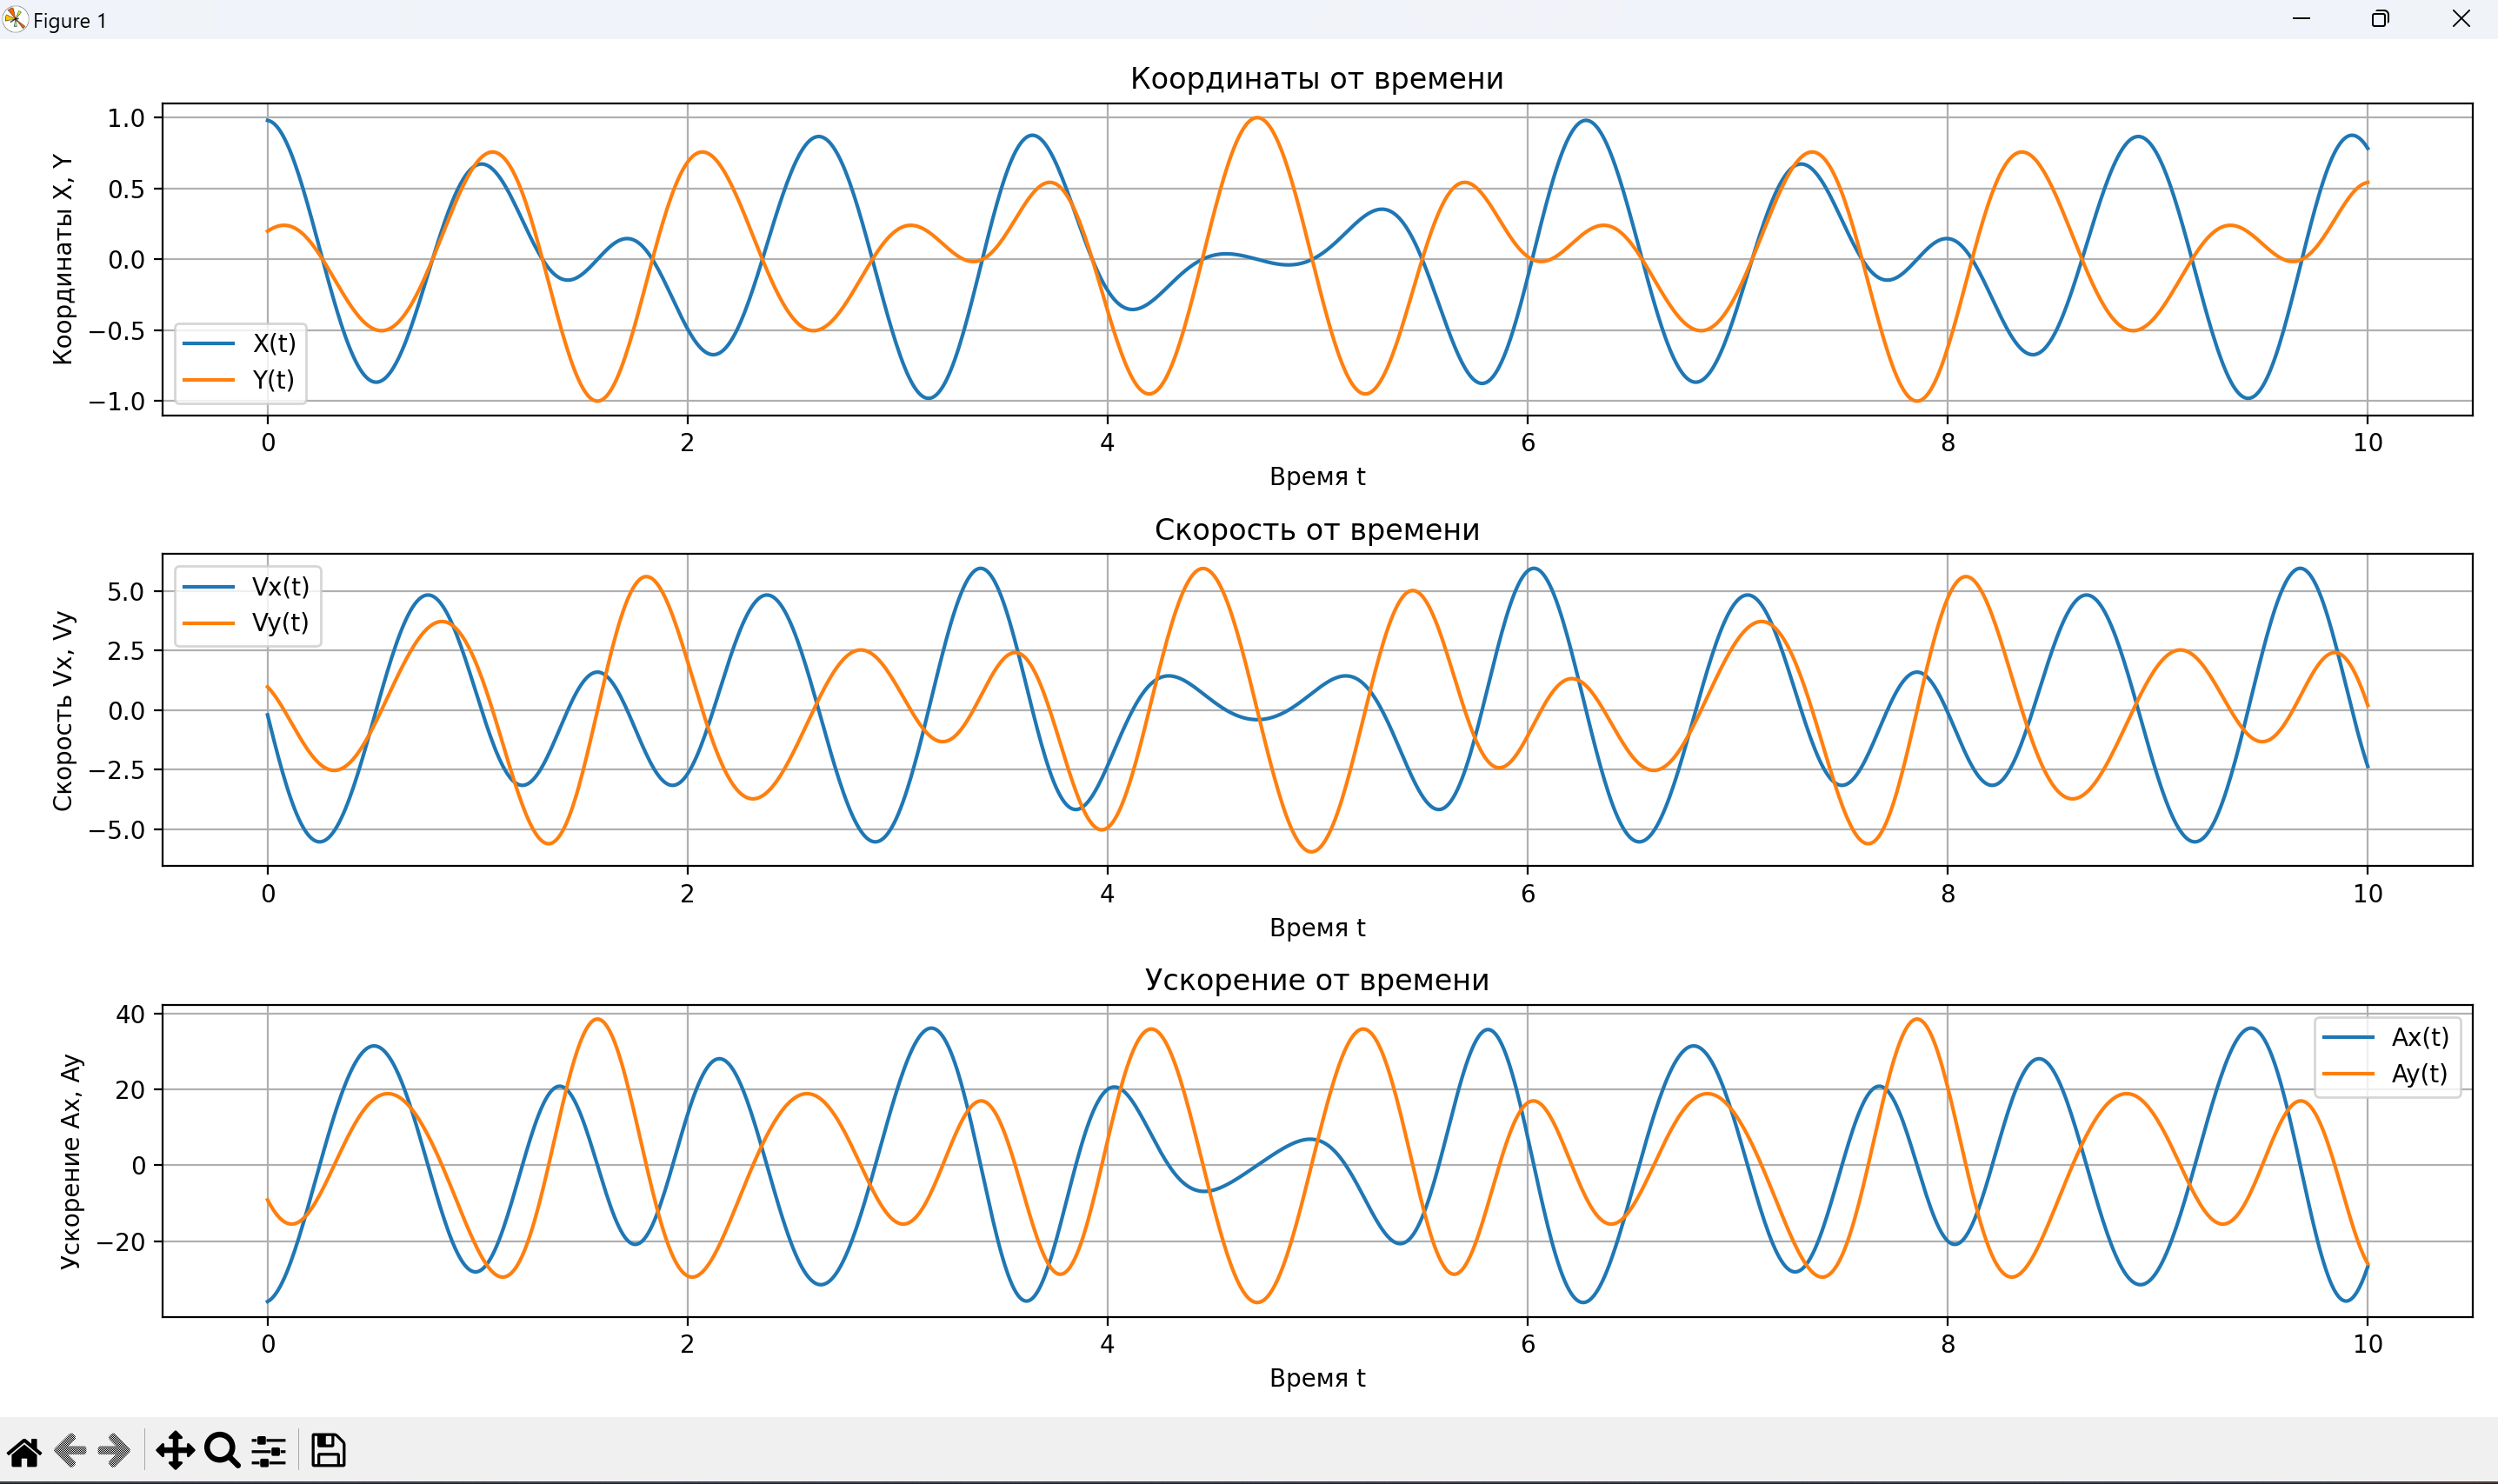 Figure 1
Координаты от времени
Координаты X, Y
1.0
0.5
0.0
−0.5
−1.0
X(t)
Y(t)
0 2 4 6 8 10
Время t
Скорость от времени
Скорость Vx, Vy
5.0
2.5
0.0
−2.5
−5.0
Vx(t)
Vy(t)
0 2 4 6 8 10
Время t
Ускорение от времени
Ускорение Ax, Ay
40
20
0
−20
Ax(t)
Ay(t)
0 2 4 6 8 10
Время t